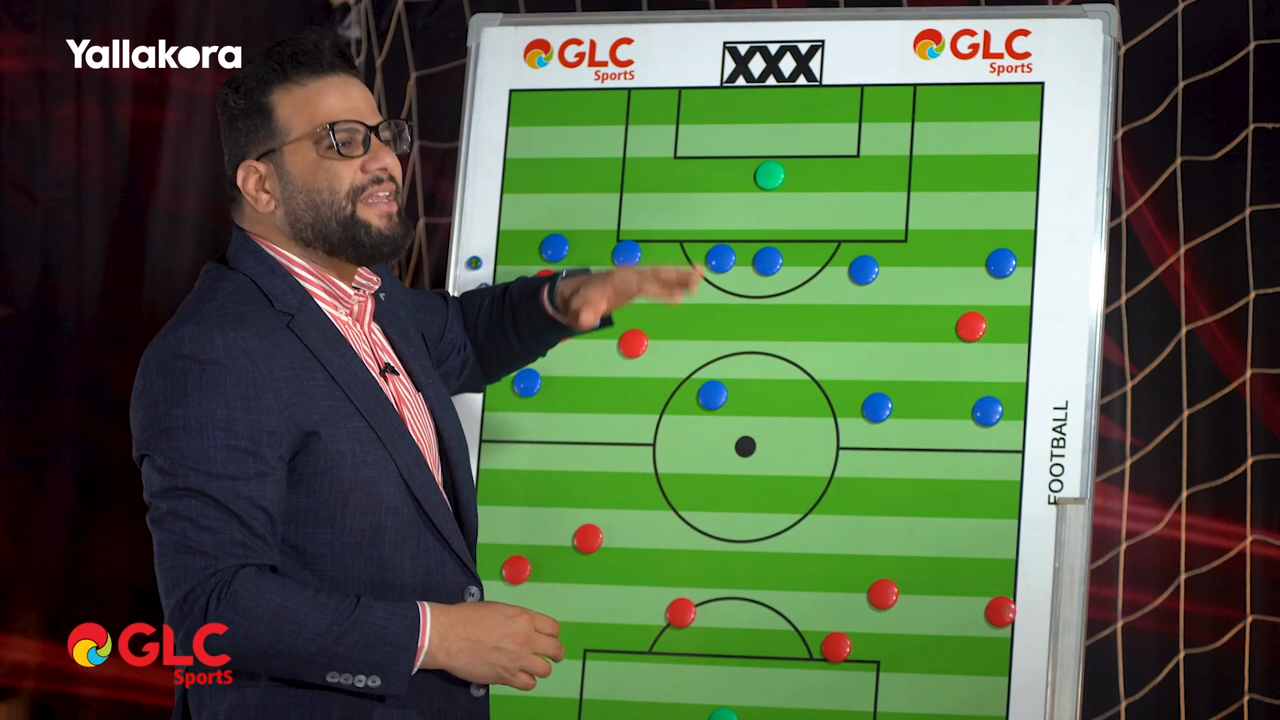 Yallakora
GLC
Sports
XXX
GLC
Sports
FOOTBALL
GLC
Sports